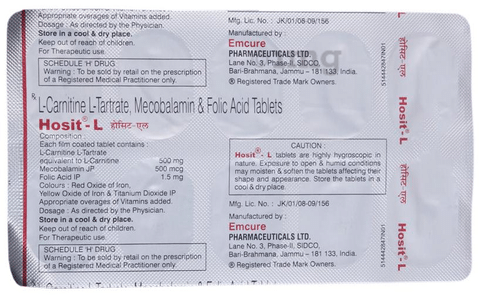 Appropriate overages of Vitamins added.
Dosage : As directed by the Physician.
Store in a cool & dry place.
Keep out of reach of children.
For Therapeutic use.
SCHEDULE 'H' DRUG
Warning : To be sold by retail on the prescription
of a Registered Medical Practitioner only.
Mfg. Lic. No. : JK/01/08-09/156
Manufactured by :
Emcure
PHARMACEUTICALS LTD.
Lane No. 3, Phase-II, SIDCO,
Bari-Brahmana, Jammu – 181 133, India.
® Registered Trade Mark Owners.
Rx L-Carnitine L-Tartrate, Mecobalamin & Folic Acid Tablets
Hosit® - L होसिट-एल
Composition :
Each film coated tablet contains :
L-Carnitine L-Tartrate
equivalent to L-Carnitine 500 mg
Mecobalamin JP 500 mcg
Folic Acid IP 1.5 mg
Colours : Red Oxide of Iron,
Yellow Oxide of Iron & Titanium Dioxide IP
Appropriate overages of Vitamins added.
Dosage : As directed by the Physician.
Store in a cool & dry place.
Keep out of reach of children.
For Therapeutic use.
SCHEDULE 'H' DRUG
Warning : To be sold by retail on the prescription
of a Registered Medical Practitioner only.
CAUTION :
Hosit® - L tablets are highly hygroscopic in
nature. Exposure to open & humid conditions
may moisten & soften the tablets affecting their
shape and appearance. Store the tablets in a
cool & dry place.
Mfg. Lic. No. : JK/01/08-09/156
Manufactured by :
Emcure
PHARMACEUTICALS LTD.
Lane No. 3, Phase-II, SIDCO,
Bari-Brahmana, Jammu – 181 133, India.
® Registered Trade Mark Owners.
होसिट-एल
Hosit®- L
होसिट-एल
Hosit®- L